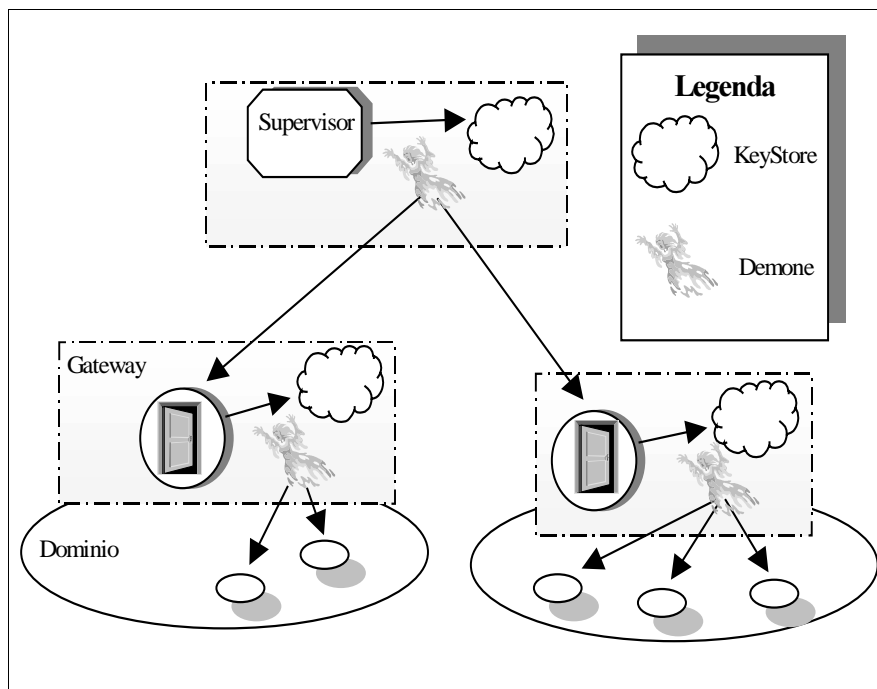 Supervisor
Legenda
KeyStore
Demone
Gateway
Dominio